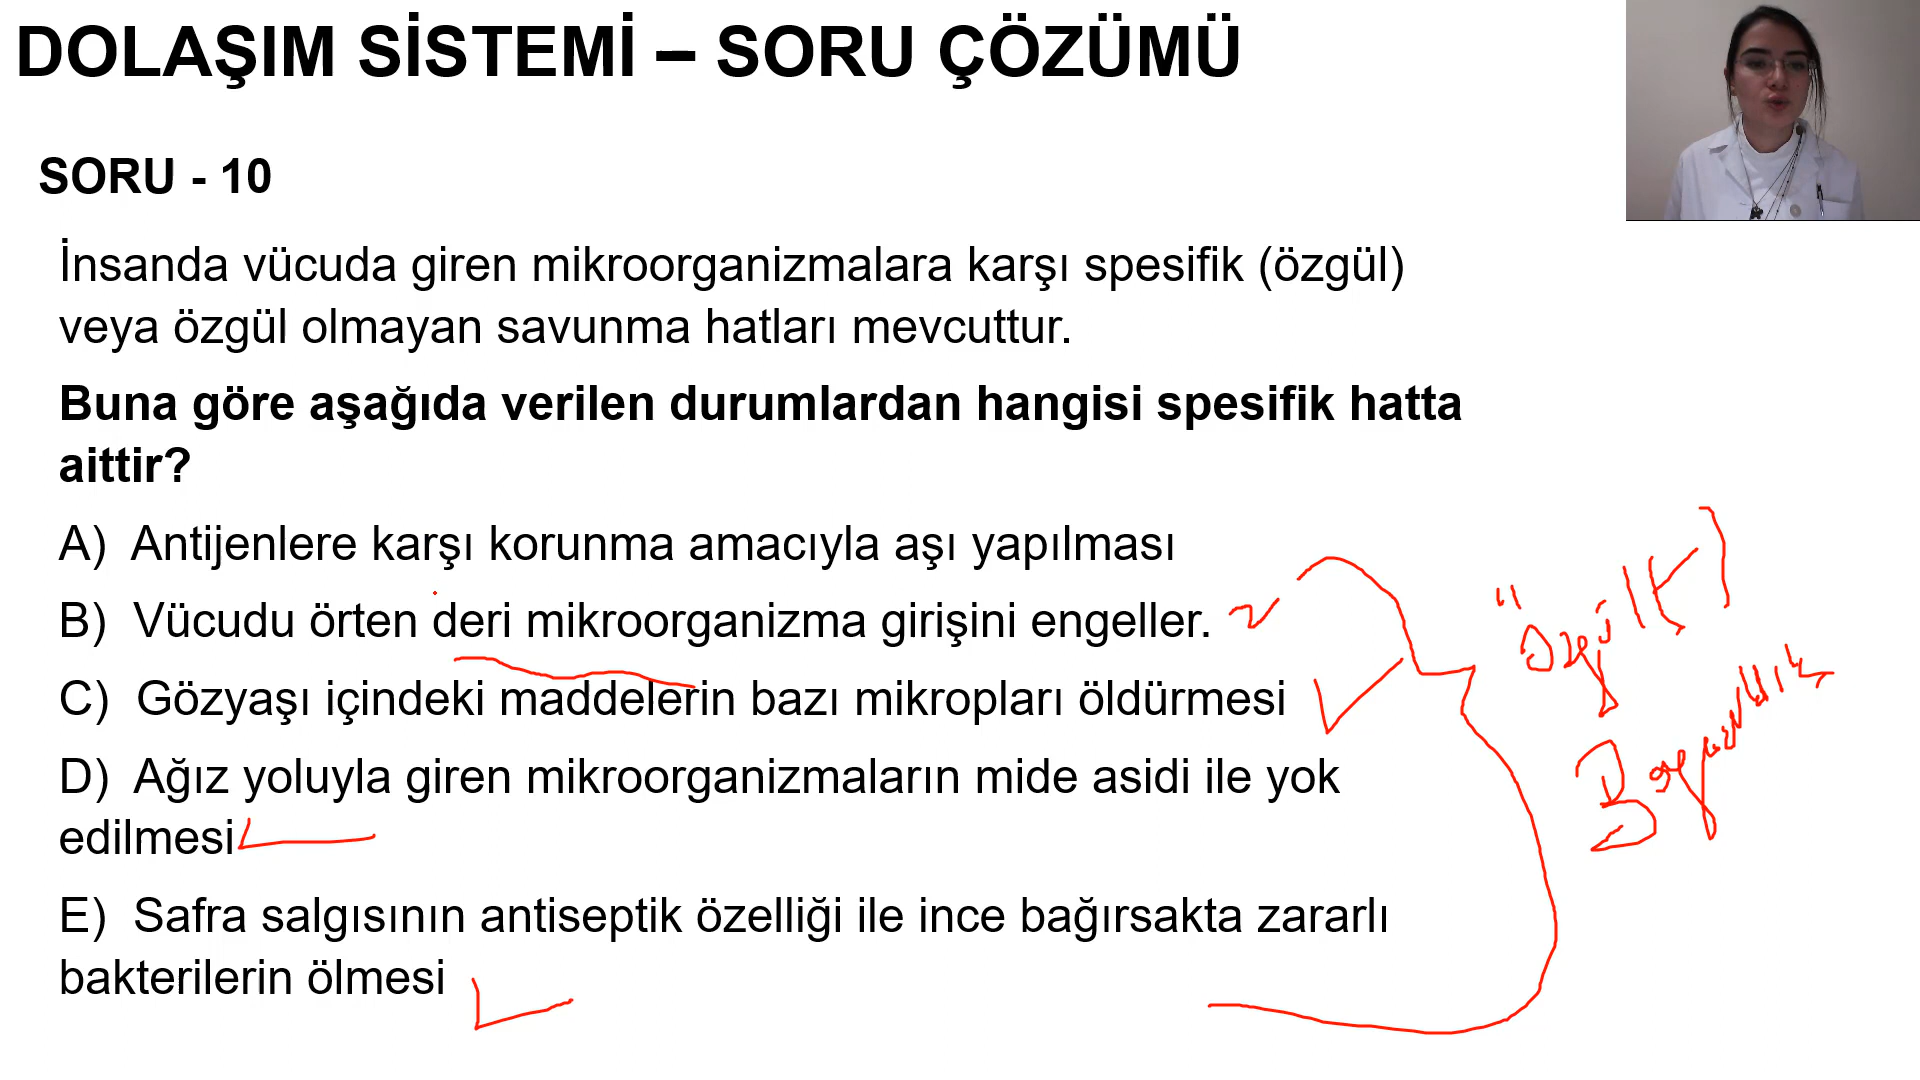 DOLAŞIM SİSTEMİ – SORU ÇÖZÜMÜ
SORU - 10
İnsanda vücuda giren mikroorganizmalara karşı spesifik (özgül)
veya özgül olmayan savunma hatları mevcuttur.
Buna göre aşağıda verilen durumlardan hangisi spesifik hatta
aittir?
A) Antijenlere karşı korunma amacıyla aşı yapılması
B) Vücudu örten deri mikroorganizma girişini engeller.
C) Gözyaşı içindeki maddelerin bazı mikropları öldürmesi
D) Ağız yoluyla giren mikroorganizmaların mide asidi ile yok
edilmesi
E) Safra salgısının antiseptik özelliği ile ince bağırsakta zararlı
bakterilerin ölmesi